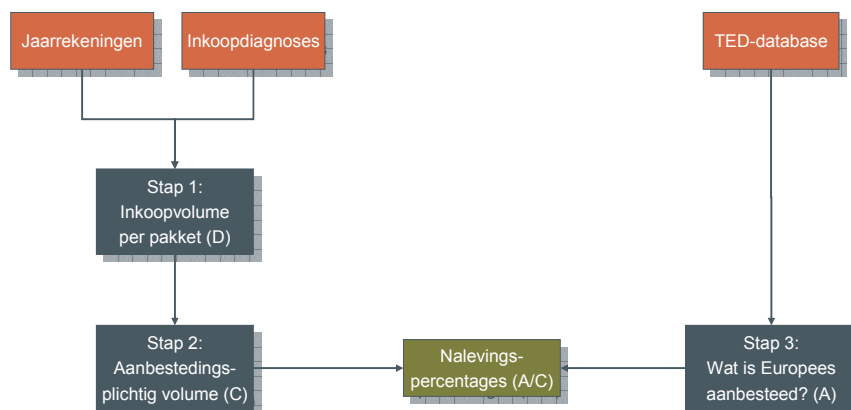 Jaarrekeningen
Inkoopdiagnoses
TED-database
Stap 1:
Inkoopvolume
per pakket (D)
Stap 2:
Aanbestedings-
plichtig volume (C)
Nalevings-
percentages (A/C)
Stap 3:
Wat is Europees
aanbesteed? (A)